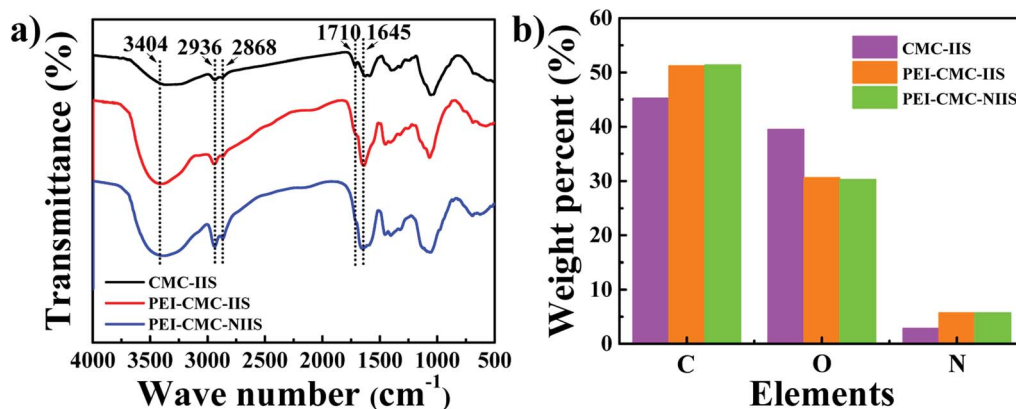 a)
Transmittance (%)
3404
2936
2868
1710
1645
CMC-IIS
PEI-CMC-IIS
PEI-CMC-NIIS
4000 3500 3000 2500 2000 1500 1000 500
Wave number (cm⁻¹)
b)
Weight percent
60
50
40
30
20
10
0
CMC-IIS
PEI-CMC-IIS
PEI-CMC-NIIS
C O N
Elements